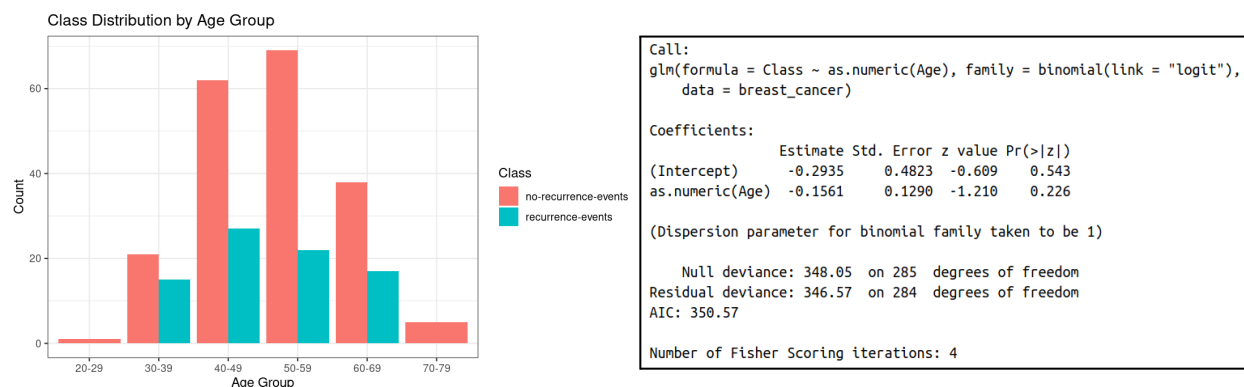 Class Distribution by Age Group
Count
60
40
20
0
20-29 30-39 40-49 50-59 60-69 70-79
Age Group
Class
no-recurrence-events
recurrence-events
Call:
glm(formula = Class ~ as.numeric(Age), family = binomial(link = "logit"),
    data = breast_cancer)
Coefficients:
                Estimate Std. Error z value Pr(>|z|)
(Intercept)      -0.2935     0.4823  -0.609    0.543
as.numeric(Age)  -0.1561     0.1290  -1.210    0.226
(Dispersion parameter for binomial family taken to be 1)
    Null deviance: 348.05  on 285  degrees of freedom
Residual deviance: 346.57  on 284  degrees of freedom
AIC: 350.57
Number of Fisher Scoring iterations: 4